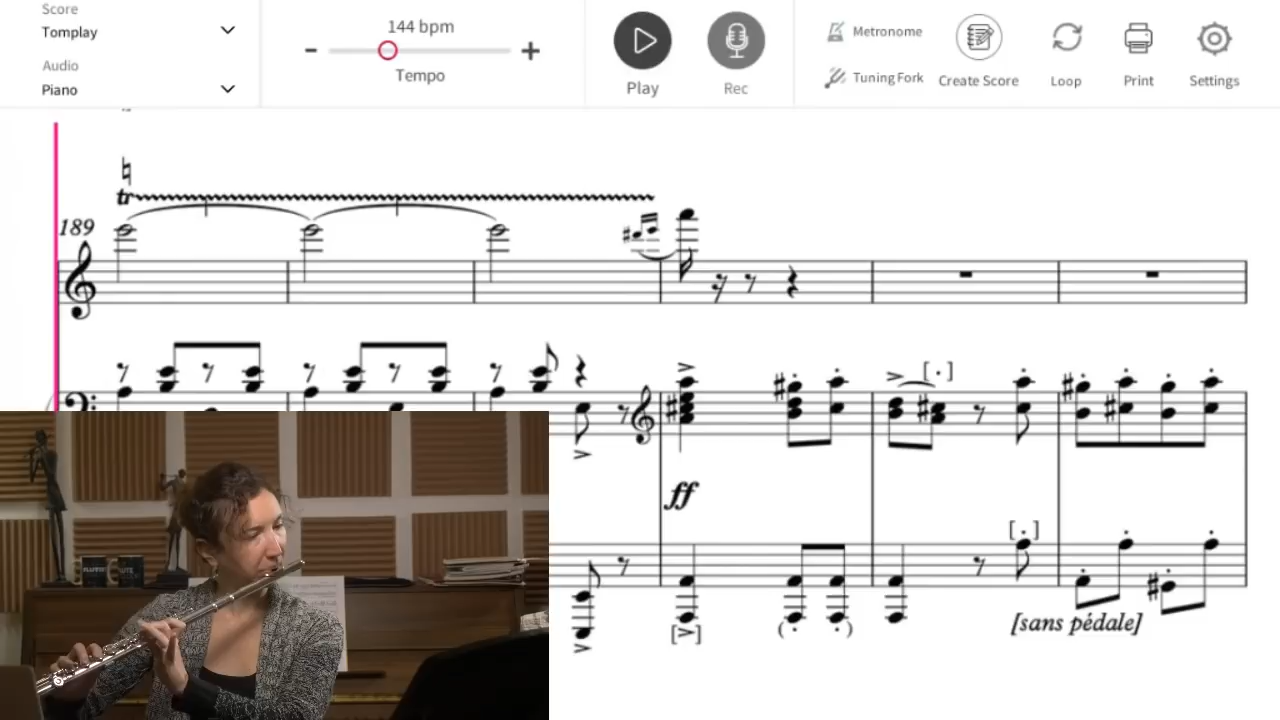 Score
Tomplay
Audio
Piano
144 bpm
Tempo
Play
Rec
Metronome
Tuning Fork
Create Score
Loop
Print
Settings
tr
189
ff
[sans pédale]